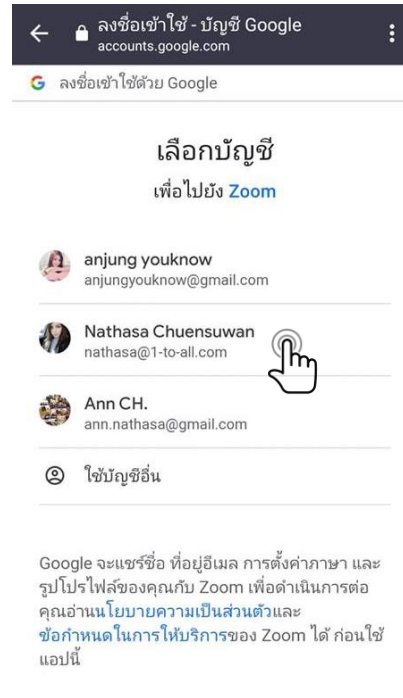 ลงชื่อเข้าใช้ - บัญชี Google
accounts.google.com
ลงชื่อเข้าใช้ด้วย Google
เลือกบัญชี
เพื่อไปยัง Zoom
anjung youknow
anjungyouknow@gmail.com
Nathasa Chuensuwan
nathasa@1-to-all.com
Ann CH.
ann.nathasa@gmail.com
ใช้บัญชีอื่น
Google จะแชร์ชื่อ ที่อยู่อีเมล การตั้งค่าภาษา และ
รูปโปรไฟล์ของคุณกับ Zoom เพื่อดำเนินการต่อ
คุณอ่านนโยบายความเป็นส่วนตัวและ
ข้อกำหนดในการให้บริการของ Zoom ได้ ก่อนใช้
แอปนี้